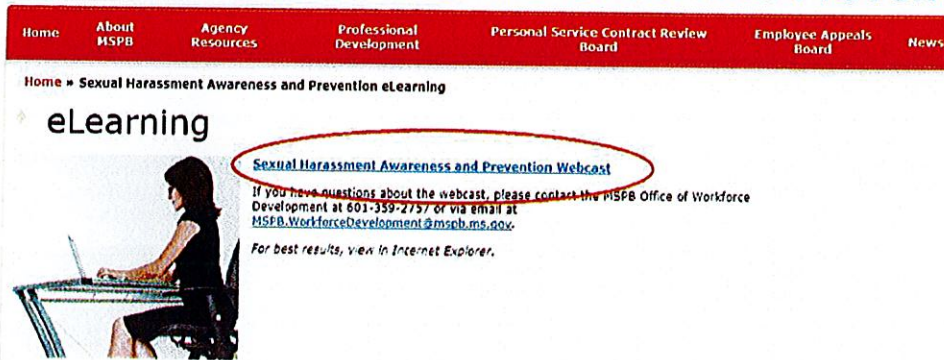 Home About MSPB Agency Resources Professional Development Personal Service Contract Review Board Employee Appeals Board News
Home » Sexual Harassment Awareness and Prevention eLearning
eLearning
Sexual Harassment Awareness and Prevention Webcast
If you have questions about the webcast, please contact the MSPB Office of Workforce
Development at 601-359-2757 or via email at
MSPB.WorkforceDevelopment@mspb.ms.gov.
For best results, view in Internet Explorer.